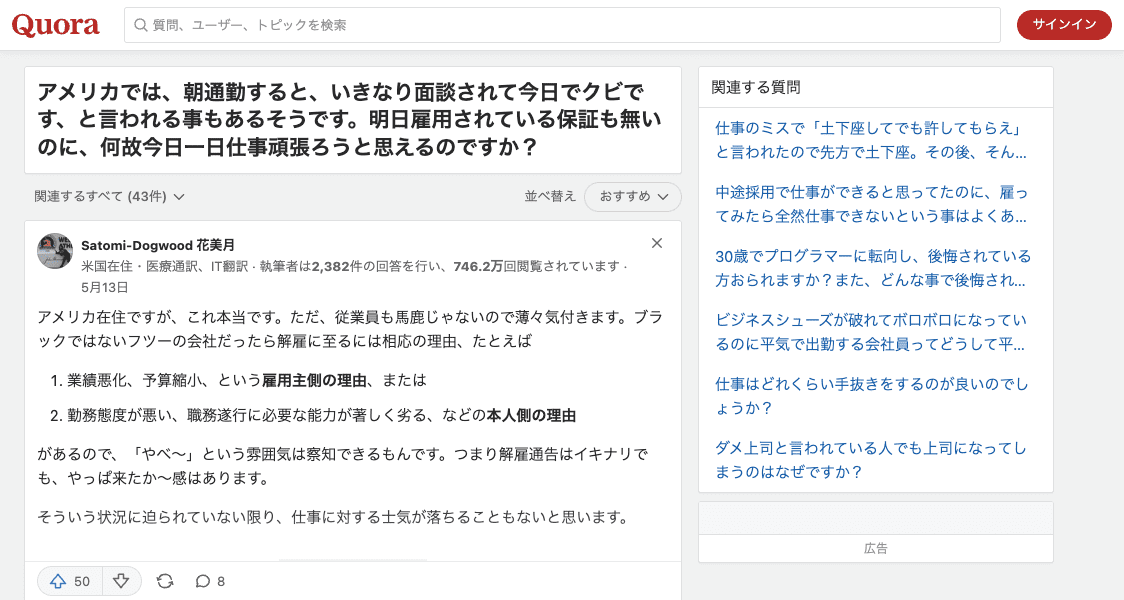 Quora
質問、ユーザー、トピックを検索
サインイン
アメリカでは、朝通勤すると、いきなり面談されて今日でクビで
す、と言われる事もあるそうです。明日雇用されている保証も無い
のに、何故今日一日仕事頑張ろうと思えるのですか？
関連するすべて (43件)
並べ替え
おすすめ
Satomi-Dogwood 花美月
米国在住・医療通訳、IT翻訳 · 執筆者は2,382件の回答を行い、746.2万回閲覧されています ·
5月13日
アメリカ在住ですが、これ本当です。ただ、従業員も馬鹿じゃないので薄々気付きます。ブラ
ックではないフツーの会社だったら解雇に至るには相応の理由、たとえば
1. 業績悪化、予算縮小、という雇用主側の理由、または
2. 勤務態度が悪い、職務遂行に必要な能力が著しく劣る、などの本人側の理由
があるので、「やべ〜」という雰囲気は察知できるもんです。つまり解雇通告はイキナリで
も、やっぱ来たか〜感はあります。
そういう状況に迫られていない限り、仕事に対する士気が落ちることもないと思います。
50
8
関連する質問
仕事のミスで「土下座してでも許してもらえ」
と言われたので先方で土下座。その後、そん...
中途採用で仕事ができると思ってたのに、雇っ
てみたら全然仕事できないという事はよくあ...
30歳でプログラマーに転向し、後悔されている
方おられますか？また、どんな事で後悔され...
ビジネスシューズが破れてボロボロになってい
るのに平気で出勤する会社員ってどうして平...
仕事はどれくらい手抜きをするのが良いのでし
ょうか？
ダメ上司と言われている人でも上司になってし
まうのはなぜですか？
広告